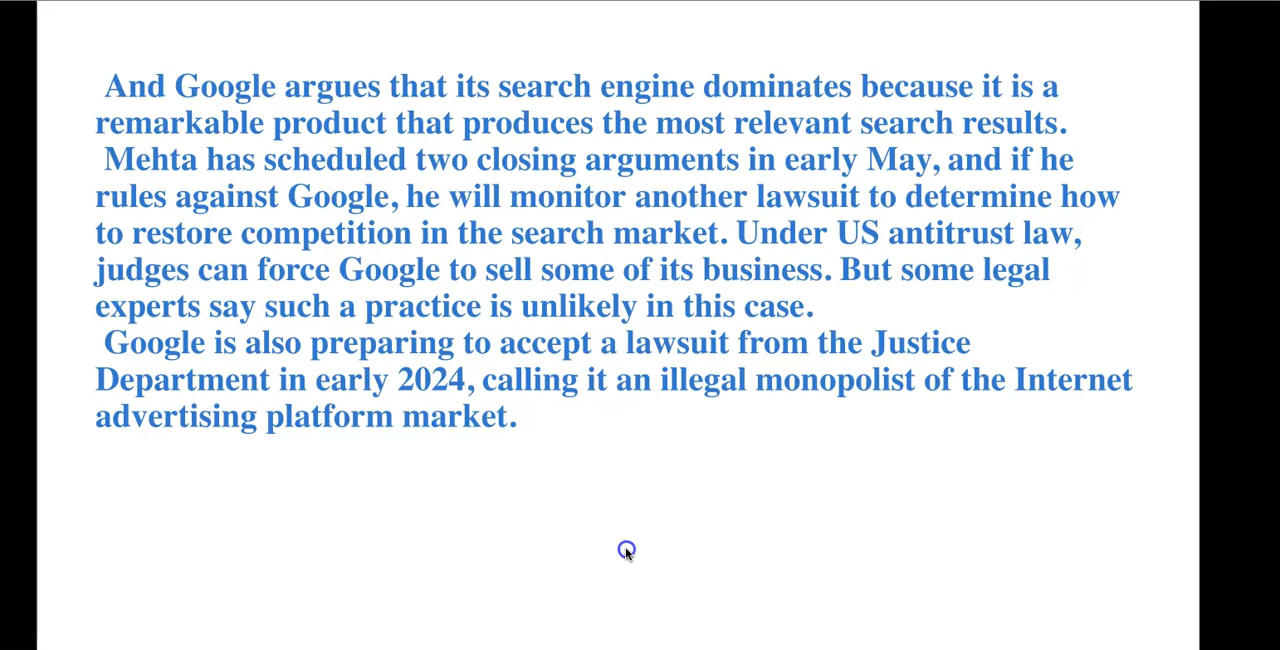 And Google argues that its search engine dominates because it is a
remarkable product that produces the most relevant search results.
Mehta has scheduled two closing arguments in early May, and if he
rules against Google, he will monitor another lawsuit to determine how
to restore competition in the search market. Under US antitrust law,
judges can force Google to sell some of its business. But some legal
experts say such a practice is unlikely in this case.
Google is also preparing to accept a lawsuit from the Justice
Department in early 2024, calling it an illegal monopolist of the Internet
advertising platform market.